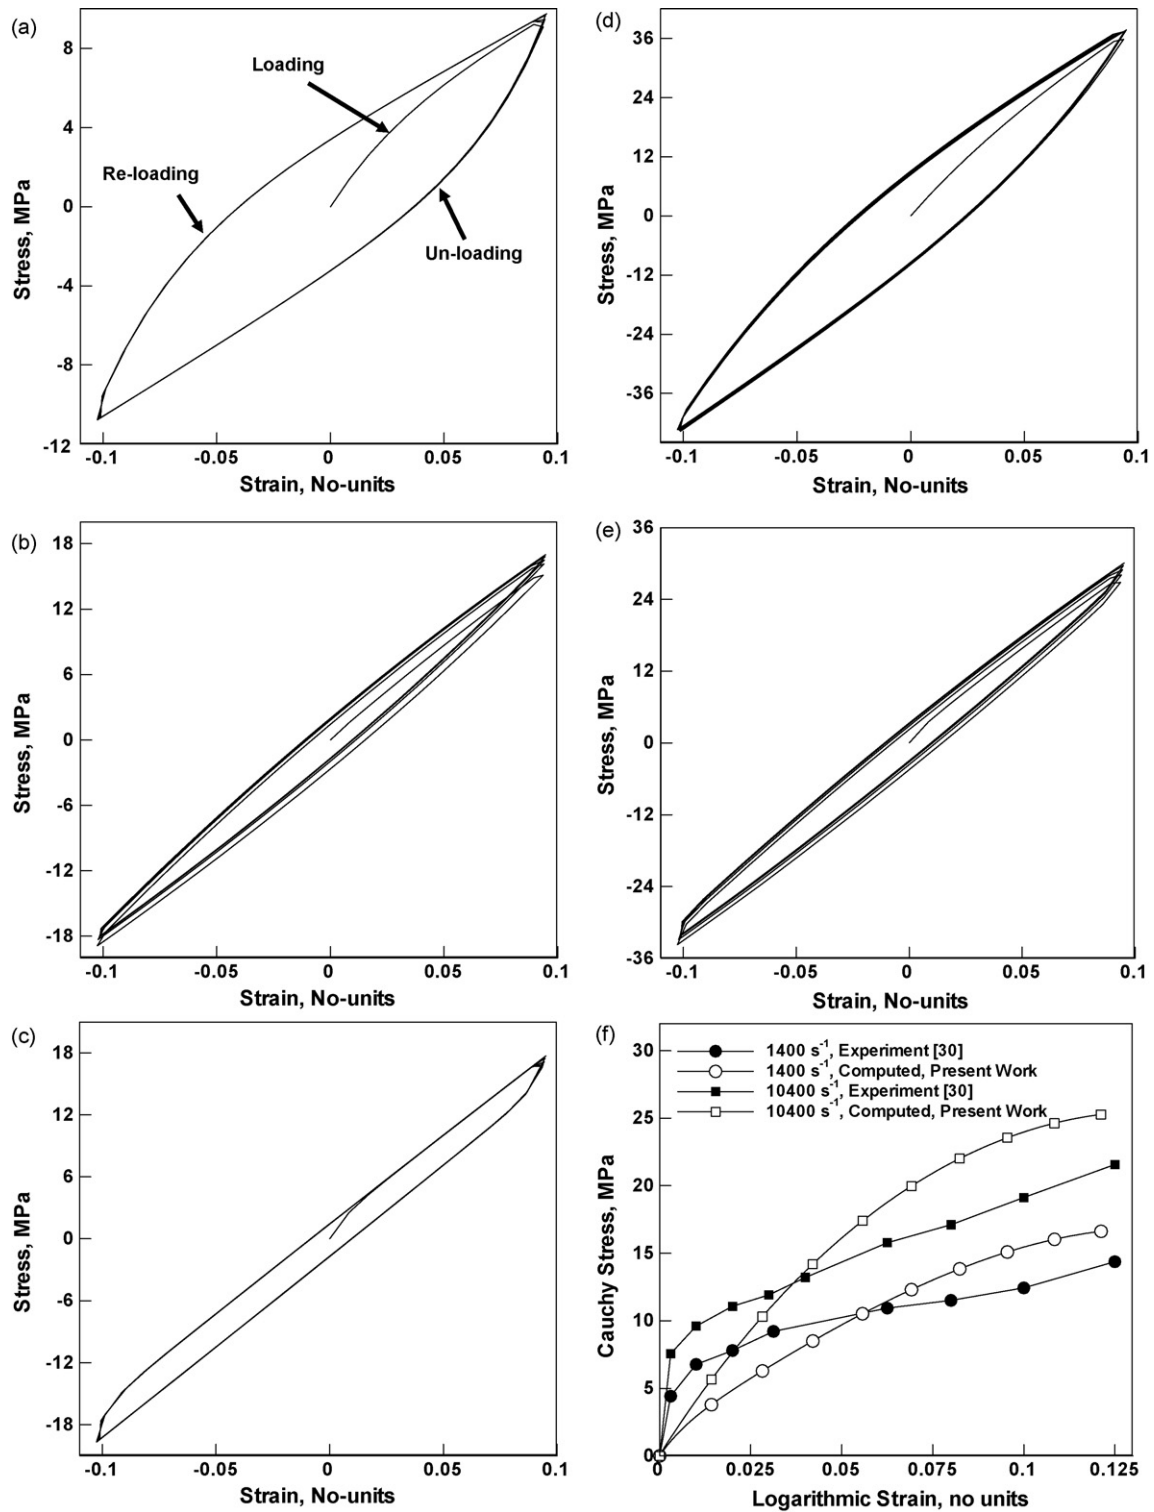 (a)
8
4
0
-4
-8
-12
Stress, MPa
Loading
Re-loading
Un-loading
-0.1 -0.05 0 0.05 0.1
Strain, No-units
(d)
36
24
12
0
-12
-24
-36
Stress, MPa
-0.1 -0.05 0 0.05 0.1
Strain, No-units
(b)
18
12
6
0
-6
-12
-18
Stress, MPa
-0.1 -0.05 0 0.05 0.1
Strain, No-units
(e)
36
24
12
0
-12
-24
-36
Stress, MPa
-0.1 -0.05 0 0.05 0.1
Strain, No-units
(c)
18
12
6
0
-6
-12
-18
Stress, MPa
-0.1 -0.05 0 0.05 0.1
Strain, No-units
(f)
30
25
20
15
10
5
0
Cauchy Stress, MPa
1400 s⁻¹, Experiment [30]
1400 s⁻¹, Computed, Present Work
10400 s⁻¹, Experiment [30]
10400 s⁻¹, Computed, Present Work
0 0.025 0.05 0.075 0.1 0.125
Logarithmic Strain, no units